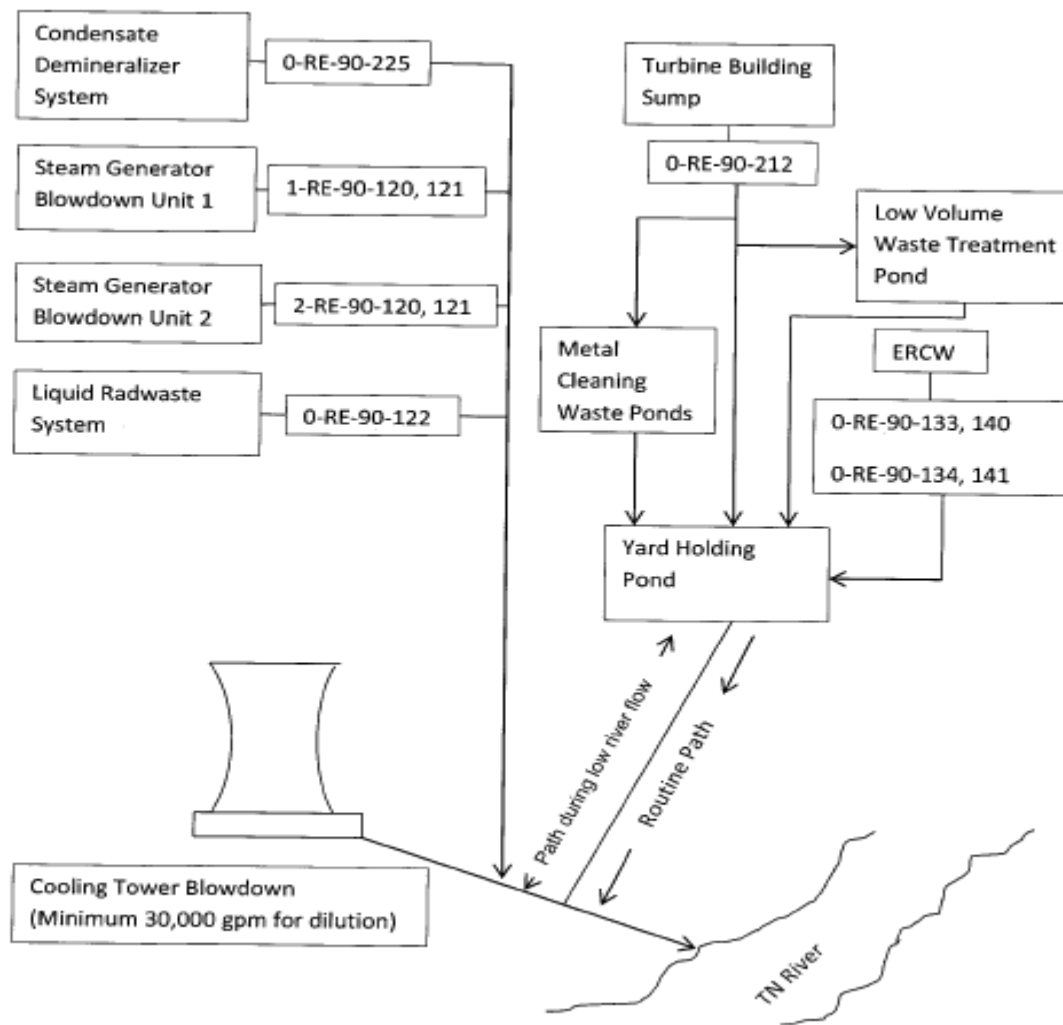 Condensate
Demineralizer
System
0-RE-90-225
Steam Generator
Blowdown Unit 1
1-RE-90-120, 121
Steam Generator
Blowdown Unit 2
2-RE-90-120, 121
Liquid Radwaste
System
0-RE-90-122
Turbine Building
Sump
0-RE-90-212
Low Volume
Waste Treatment
Pond
Metal
Cleaning
Waste Ponds
ERCW
0-RE-90-133, 140
0-RE-90-134, 141
Yard Holding
Pond
Path during low river flow
Routine Path
Cooling Tower Blowdown
(Minimum 30,000 gpm for dilution)
TN River